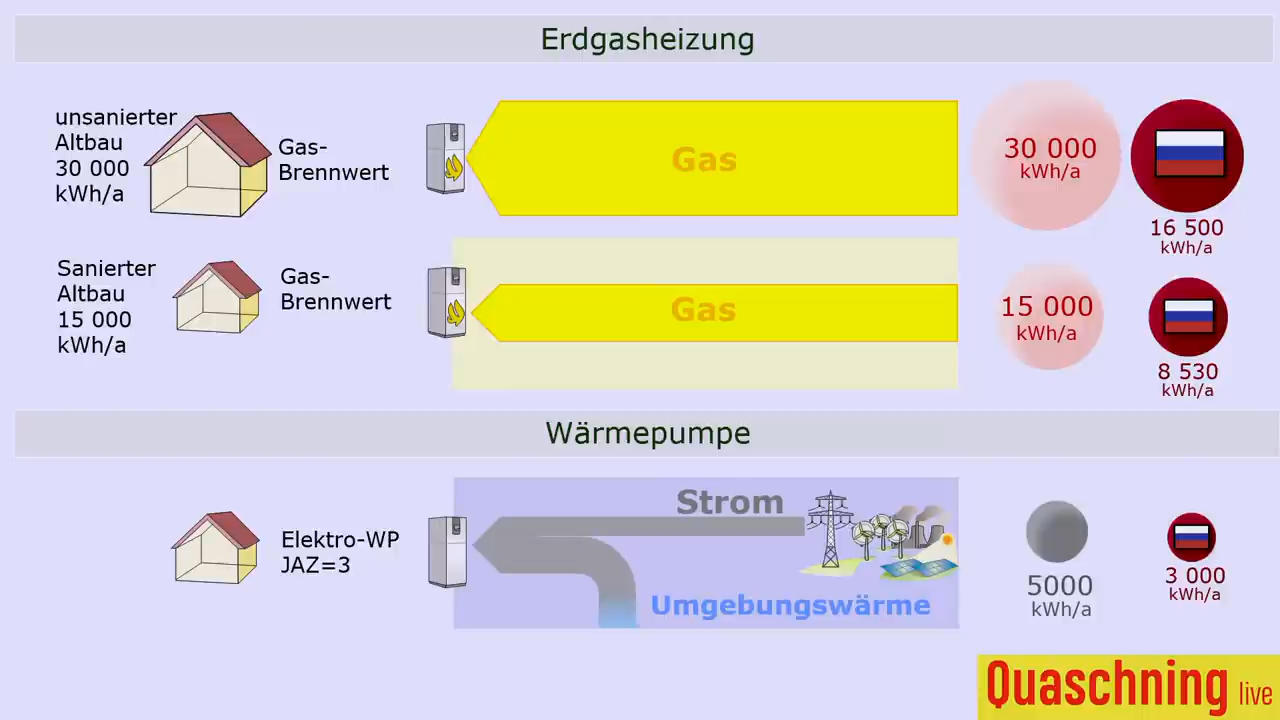 Erdgasheizung
unsanierter
Altbau
30 000
kWh/a
Gas-
Brennwert
Gas
30 000
kWh/a
16 500
kWh/a
Sanierter
Altbau
15 000
kWh/a
Gas-
Brennwert
Gas
15 000
kWh/a
8 530
kWh/a
Wärmepumpe
Elektro-WP
JAZ=3
Strom
Umgebungswärme
5000
kWh/a
3 000
kWh/a
Quaschning live